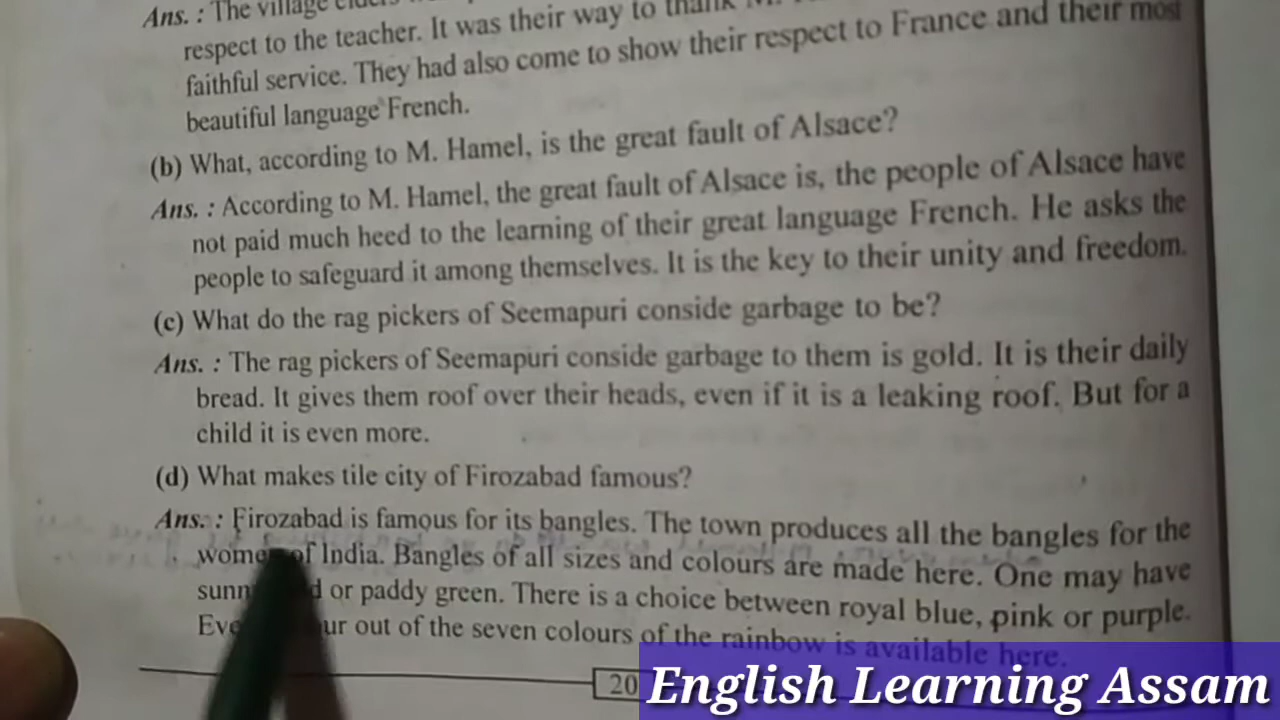 Ans. : The village
respect to the teacher. It was their way to thank M.
faithful service. They had also come to show their respect to France and their most
beautiful language French.
(b) What, according to M. Hamel, is the great fault of Alsace?
Ans. : According to M. Hamel, the great fault of Alsace is, the people of Alsace have
not paid much heed to the learning of their great language French. He asks the
people to safeguard it among themselves. It is the key to their unity and freedom.
(c) What do the rag pickers of Seemapuri conside garbage to be?
Ans. : The rag pickers of Seemapuri conside garbage to them is gold. It is their daily
bread. It gives them roof over their heads, even if it is a leaking roof. But for a
child it is even more.
(d) What makes tile city of Firozabad famous?
Ans. : Firozabad is famous for its bangles. The town produces all the bangles for the
of India. Bangles of all sizes and colours are made here. One may have
or paddy green. There is a choice between royal blue, pink or purple.
out of the seven colours of the rainbow is available here.
20
English Learning Assam